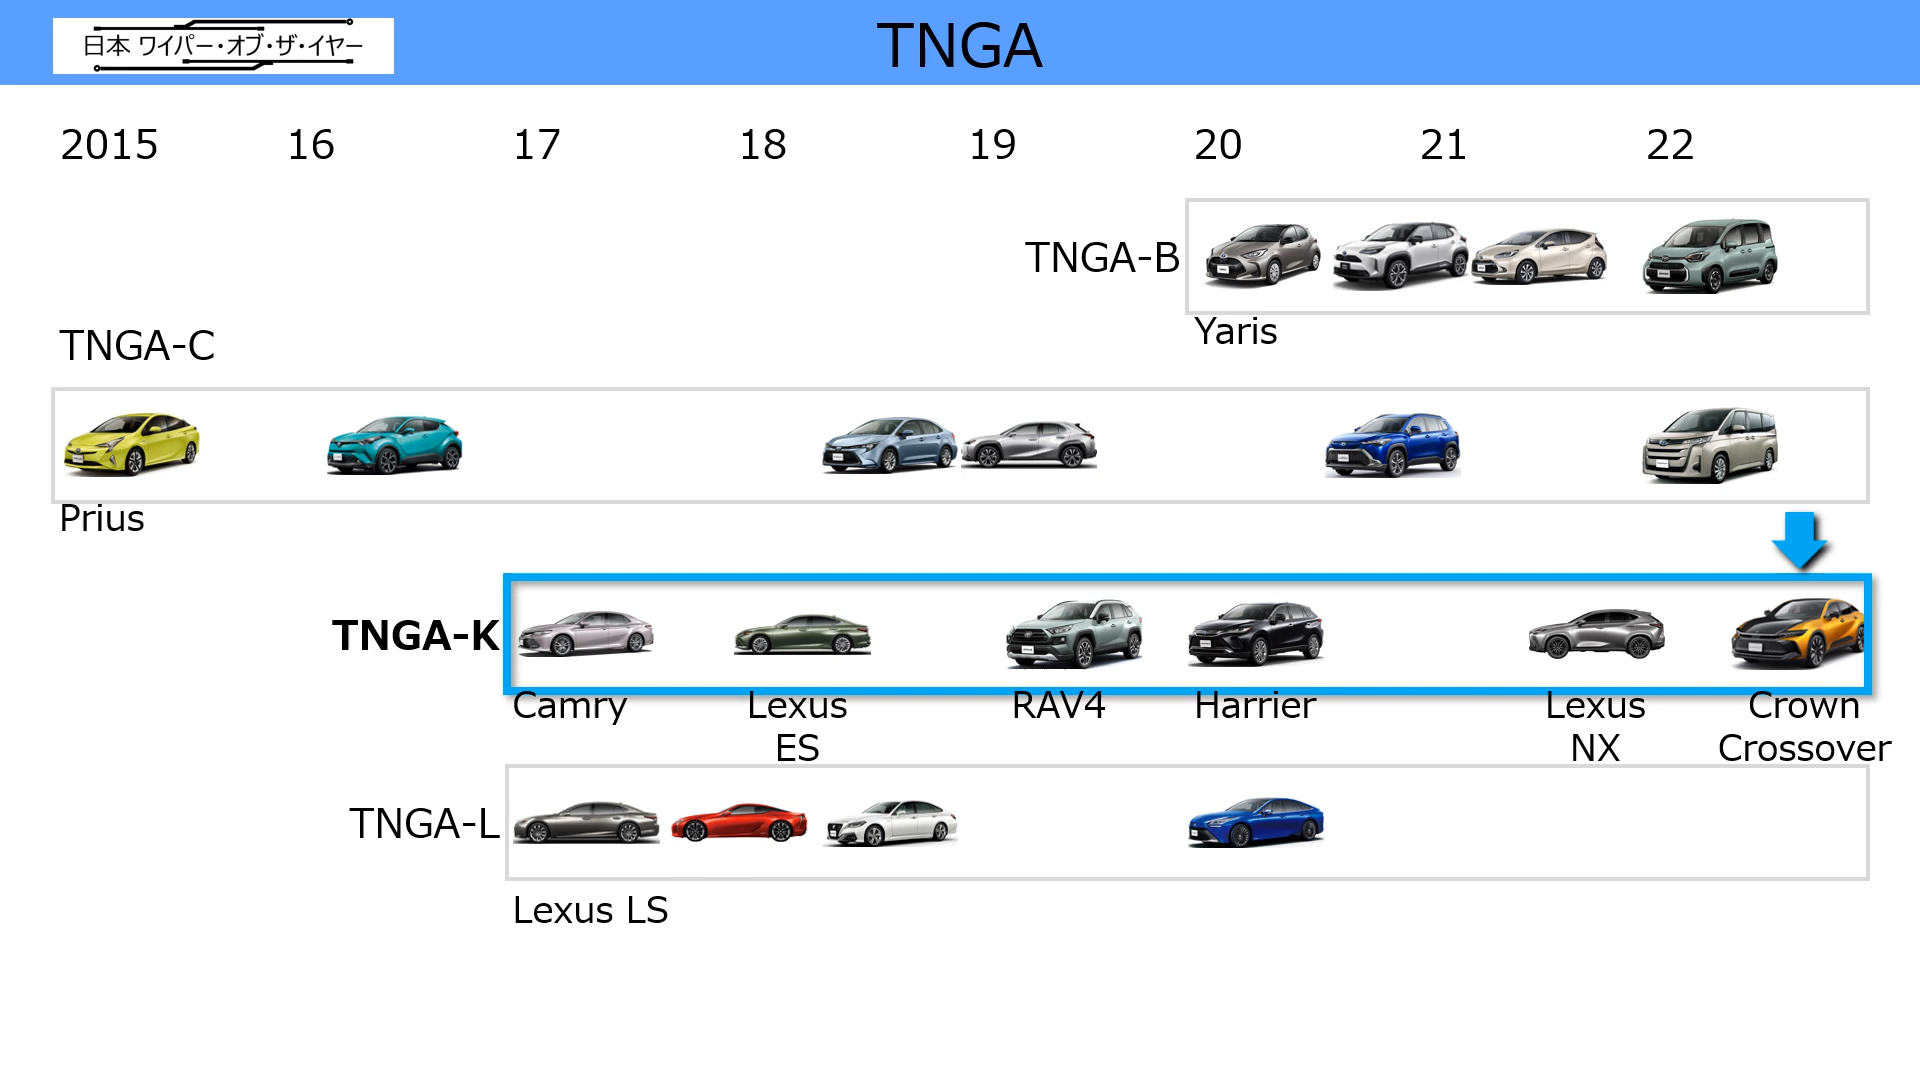 日本 ワイパー・オブ・ザ・イヤー
TNGA
2015 16 17 18 19 20 21 22
TNGA-B
Yaris
TNGA-C
Prius
TNGA-K
Camry
Lexus
ES
RAV4
Harrier
Lexus
NX
Crown
Crossover
TNGA-L
Lexus LS